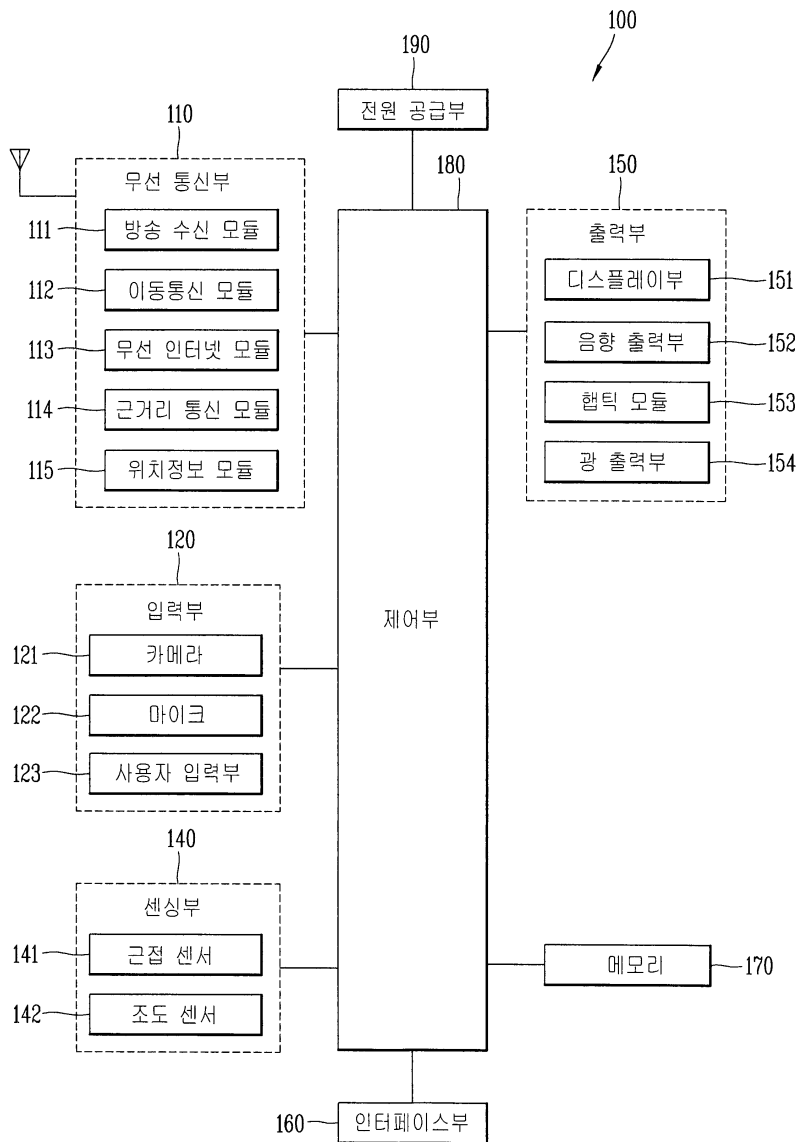 100
190
전원 공급부
110
무선 통신부
111
방송 수신 모듈
112
이동통신 모듈
113
무선 인터넷 모듈
114
근거리 통신 모듈
115
위치정보 모듈
120
입력부
121
카메라
122
마이크
123
사용자 입력부
140
센싱부
141
근접 센서
142
조도 센서
180
제어부
150
출력부
디스플레이부
151
음향 출력부
152
햅틱 모듈
153
광 출력부
154
메모리
170
160
인터페이스부